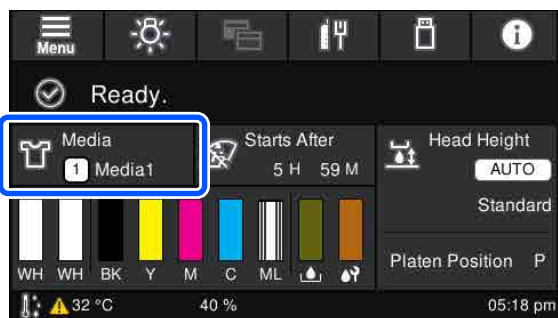 Menu
Ready.
Media
1 Media1
Starts After
5 H 59 M
Head Height
AUTO
Standard
Platen Position P
WH WH BK Y M C ML
32 °C 40 % 05:18 pm